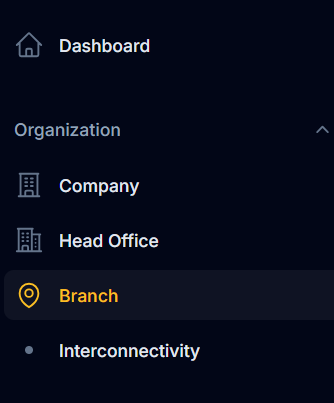 Dashboard
Organization
Company
Head Office
Branch
Interconnectivity